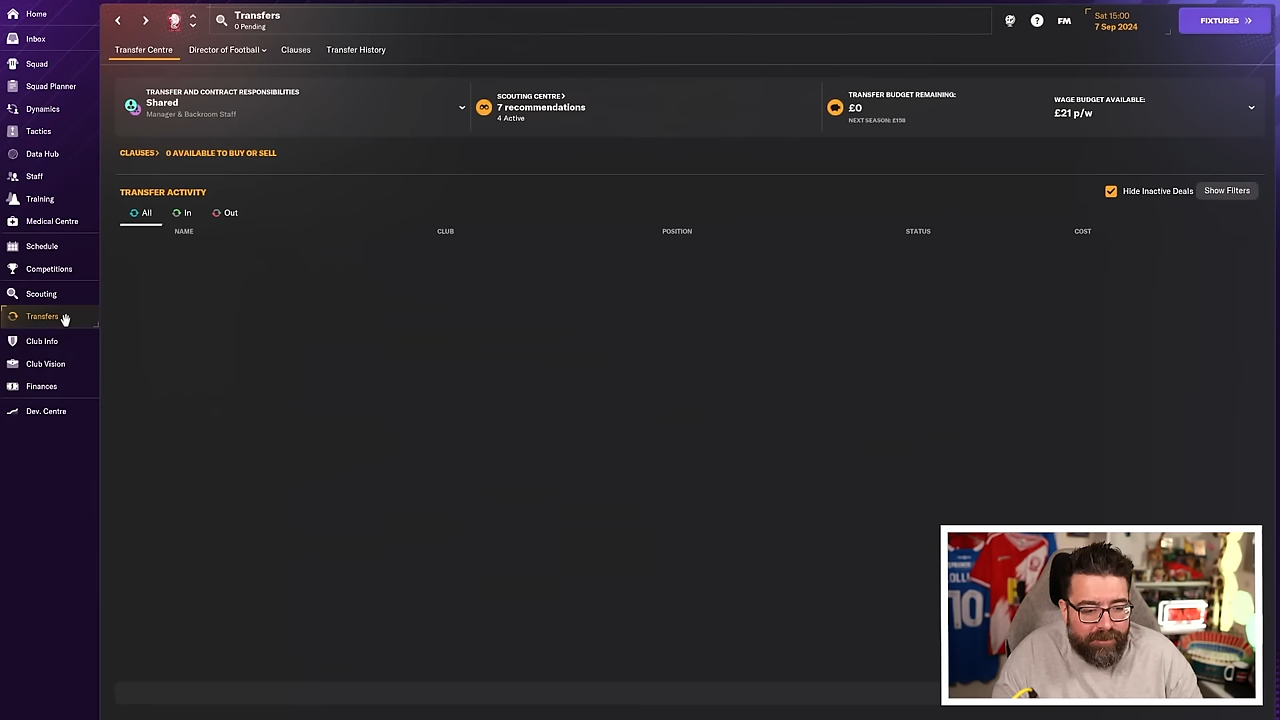 Home
Inbox
Squad
Squad Planner
Dynamics
Tactics
Data Hub
Staff
Training
Medical Centre
Schedule
Competitions
Scouting
Transfers
Club Info
Club Vision
Finances
Dev. Centre
Transfers
0 Pending
FM
Sat 15:00
7 Sep 2024
FIXTURES
Transfer Centre
Director of Football
Clauses
Transfer History
TRANSFER AND CONTRACT RESPONSIBILITIES
Shared
Manager & Backroom Staff
SCOUTING CENTRE>
7 recommendations
4 Active
TRANSFER BUDGET REMAINING:
£0
NEXT SEASON: £158
WAGE BUDGET AVAILABLE:
£21 p/w
CLAUSES> 0 AVAILABLE TO BUY OR SELL
TRANSFER ACTIVITY
Hide Inactive Deals
Show Filters
All
In
Out
NAME
CLUB
POSITION
STATUS
COST
10